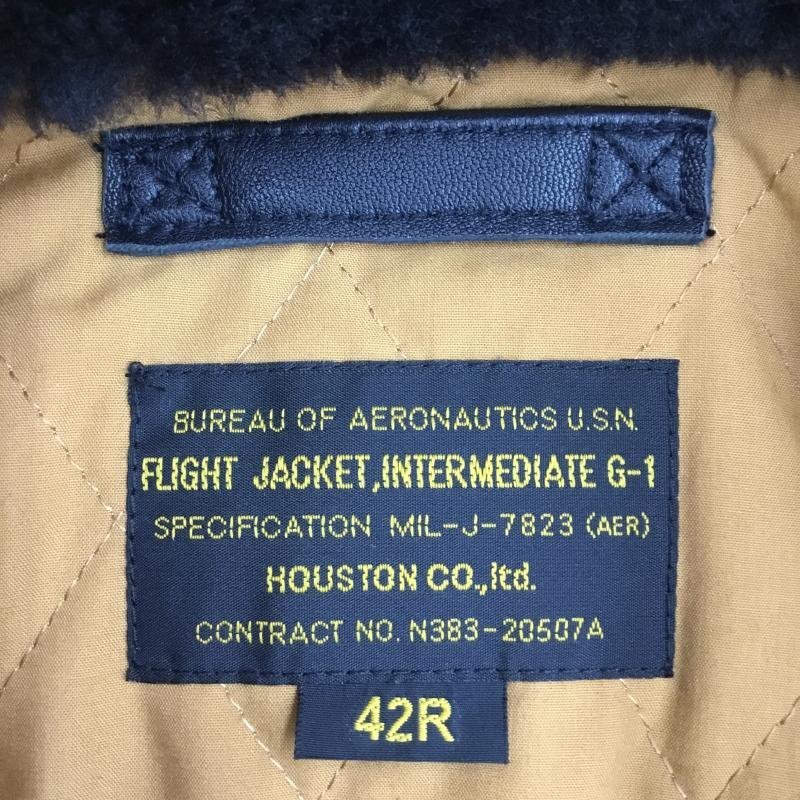 BUREAU OF AERONAUTICS U.S.N.
FLIGHT JACKET,INTERMEDIATE G-1
SPECIFICATION MIL-J-7823 (AER)
HOUSTON CO.,ltd.
CONTRACT NO. N383-20507A
42R